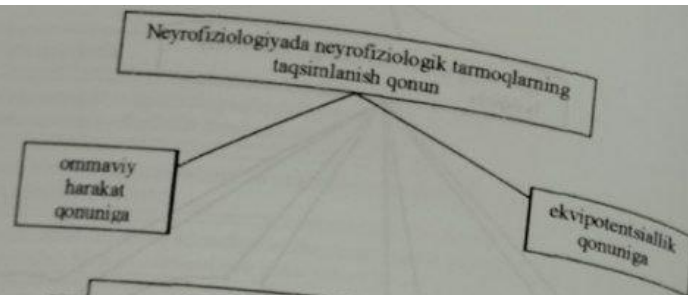 Neyrofiziologiyada neyrofiziologik tarmoqlarning
taqsimlanish qonun
ommaviy
harakat
qonuniga
ekvipotentsiallik
qonuniga